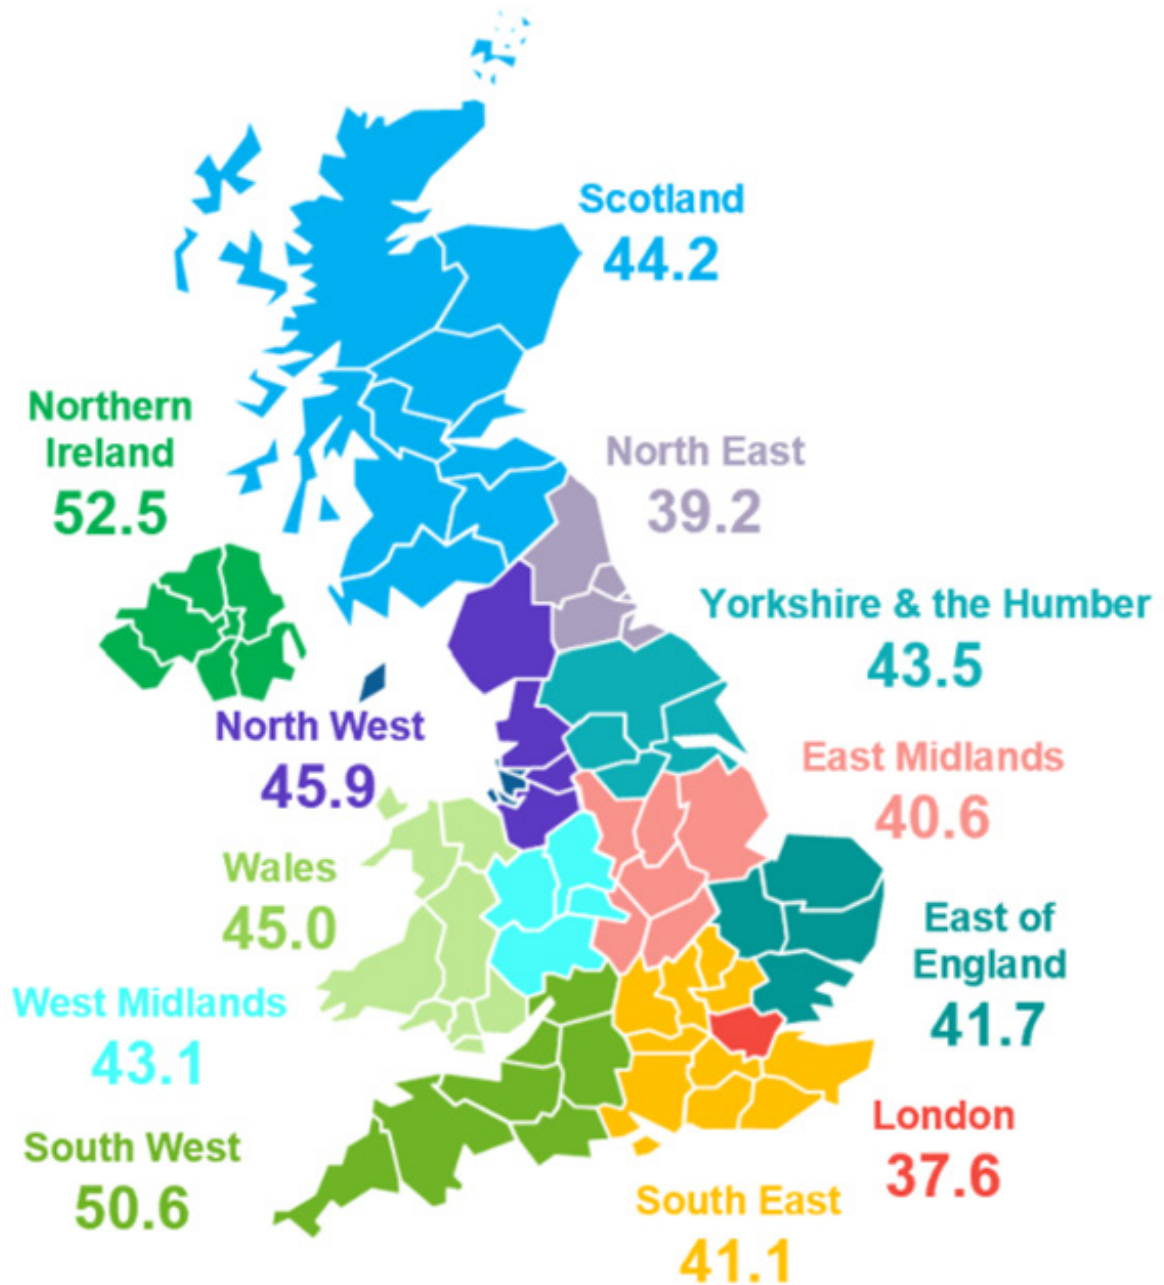 Scotland
44.2
Northern
Ireland
52.5
North East
39.2
Yorkshire & the Humber
43.5
North West
45.9
East Midlands
40.6
Wales
45.0
East of
England
41.7
West Midlands
43.1
London
37.6
South West
50.6
South East
41.1